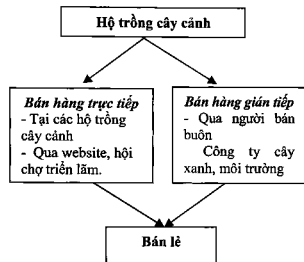 Hộ trồng cây cảnh
Bán hàng trực tiếp
- Tại các hộ trồng
cây cảnh
- Qua website, hội
chợ triển lãm.
Bán hàng gián tiếp
- Qua người bán
buôn
Công ty cây
xanh, môi trường
Bán lẻ